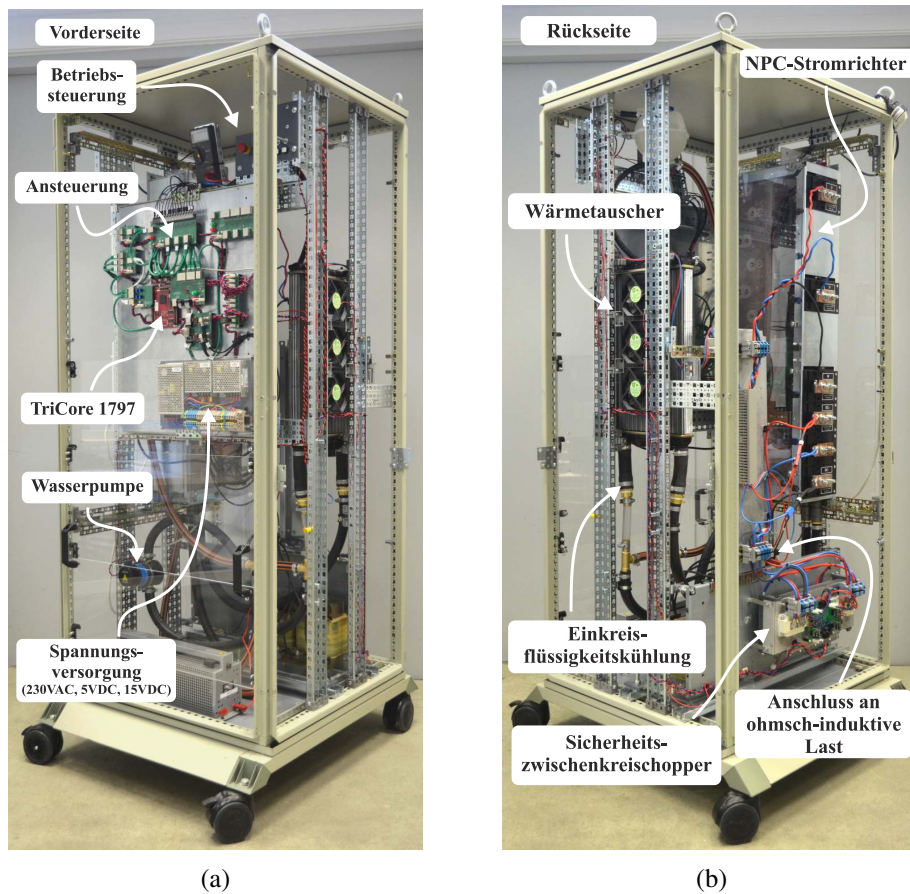 Vorderseite
Betriebs-
steuerung
Ansteuerung
TriCore 1797
Wasserpumpe
Spannungs-
versorgung
(230VAC, 5VDC, 15VDC)
(a)
Rückseite
NPC-Stromrichter
Wärmetauscher
Einkreis-
flüssigkeitskühlung
Sicherheits-
zwischenkreischopper
Anschluss an
ohmsch-induktive
Last
(b)